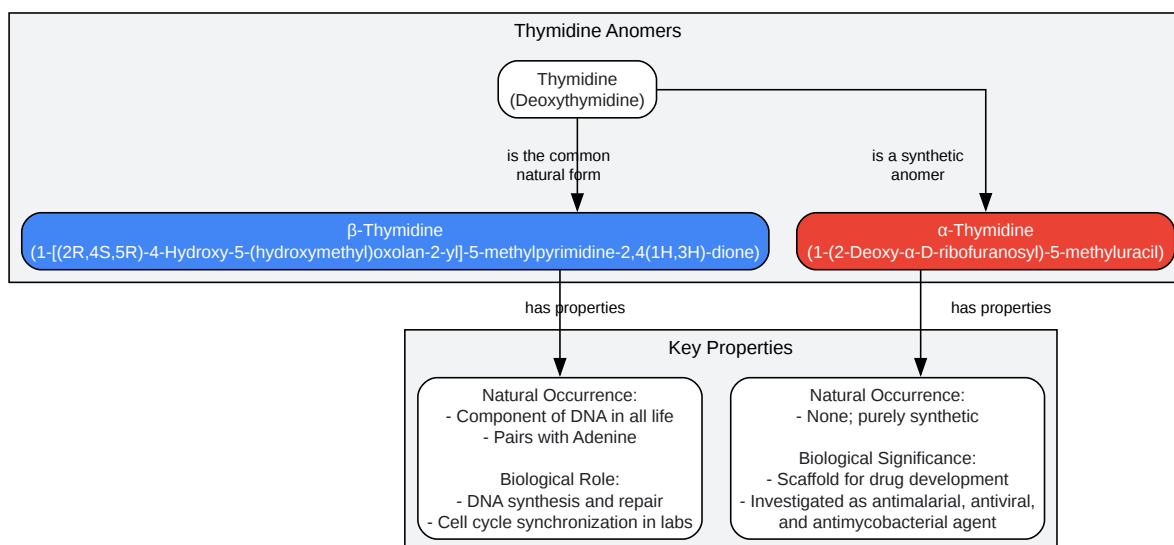 Thymidine Anomers
Thymidine
(Deoxythymidine)
is the common
natural form
is a synthetic
anomer
β-Thymidine
(1-[(2R,4S,5R)-4-Hydroxy-5-(hydroxymethyl)oxolan-2-yl]-5-methylpyrimidine-2,4(1H,3H)-dione)
α-Thymidine
(1-(2-Deoxy-α-D-ribofuranosyl)-5-methyluracil)
has properties
has properties
Key Properties
Natural Occurrence:
- Component of DNA in all life
- Pairs with Adenine
Biological Role:
- DNA synthesis and repair
- Cell cycle synchronization in labs
Natural Occurrence:
- None; purely synthetic
Biological Significance:
- Scaffold for drug development
- Investigated as antimalarial, antiviral,
and antimycobacterial agent